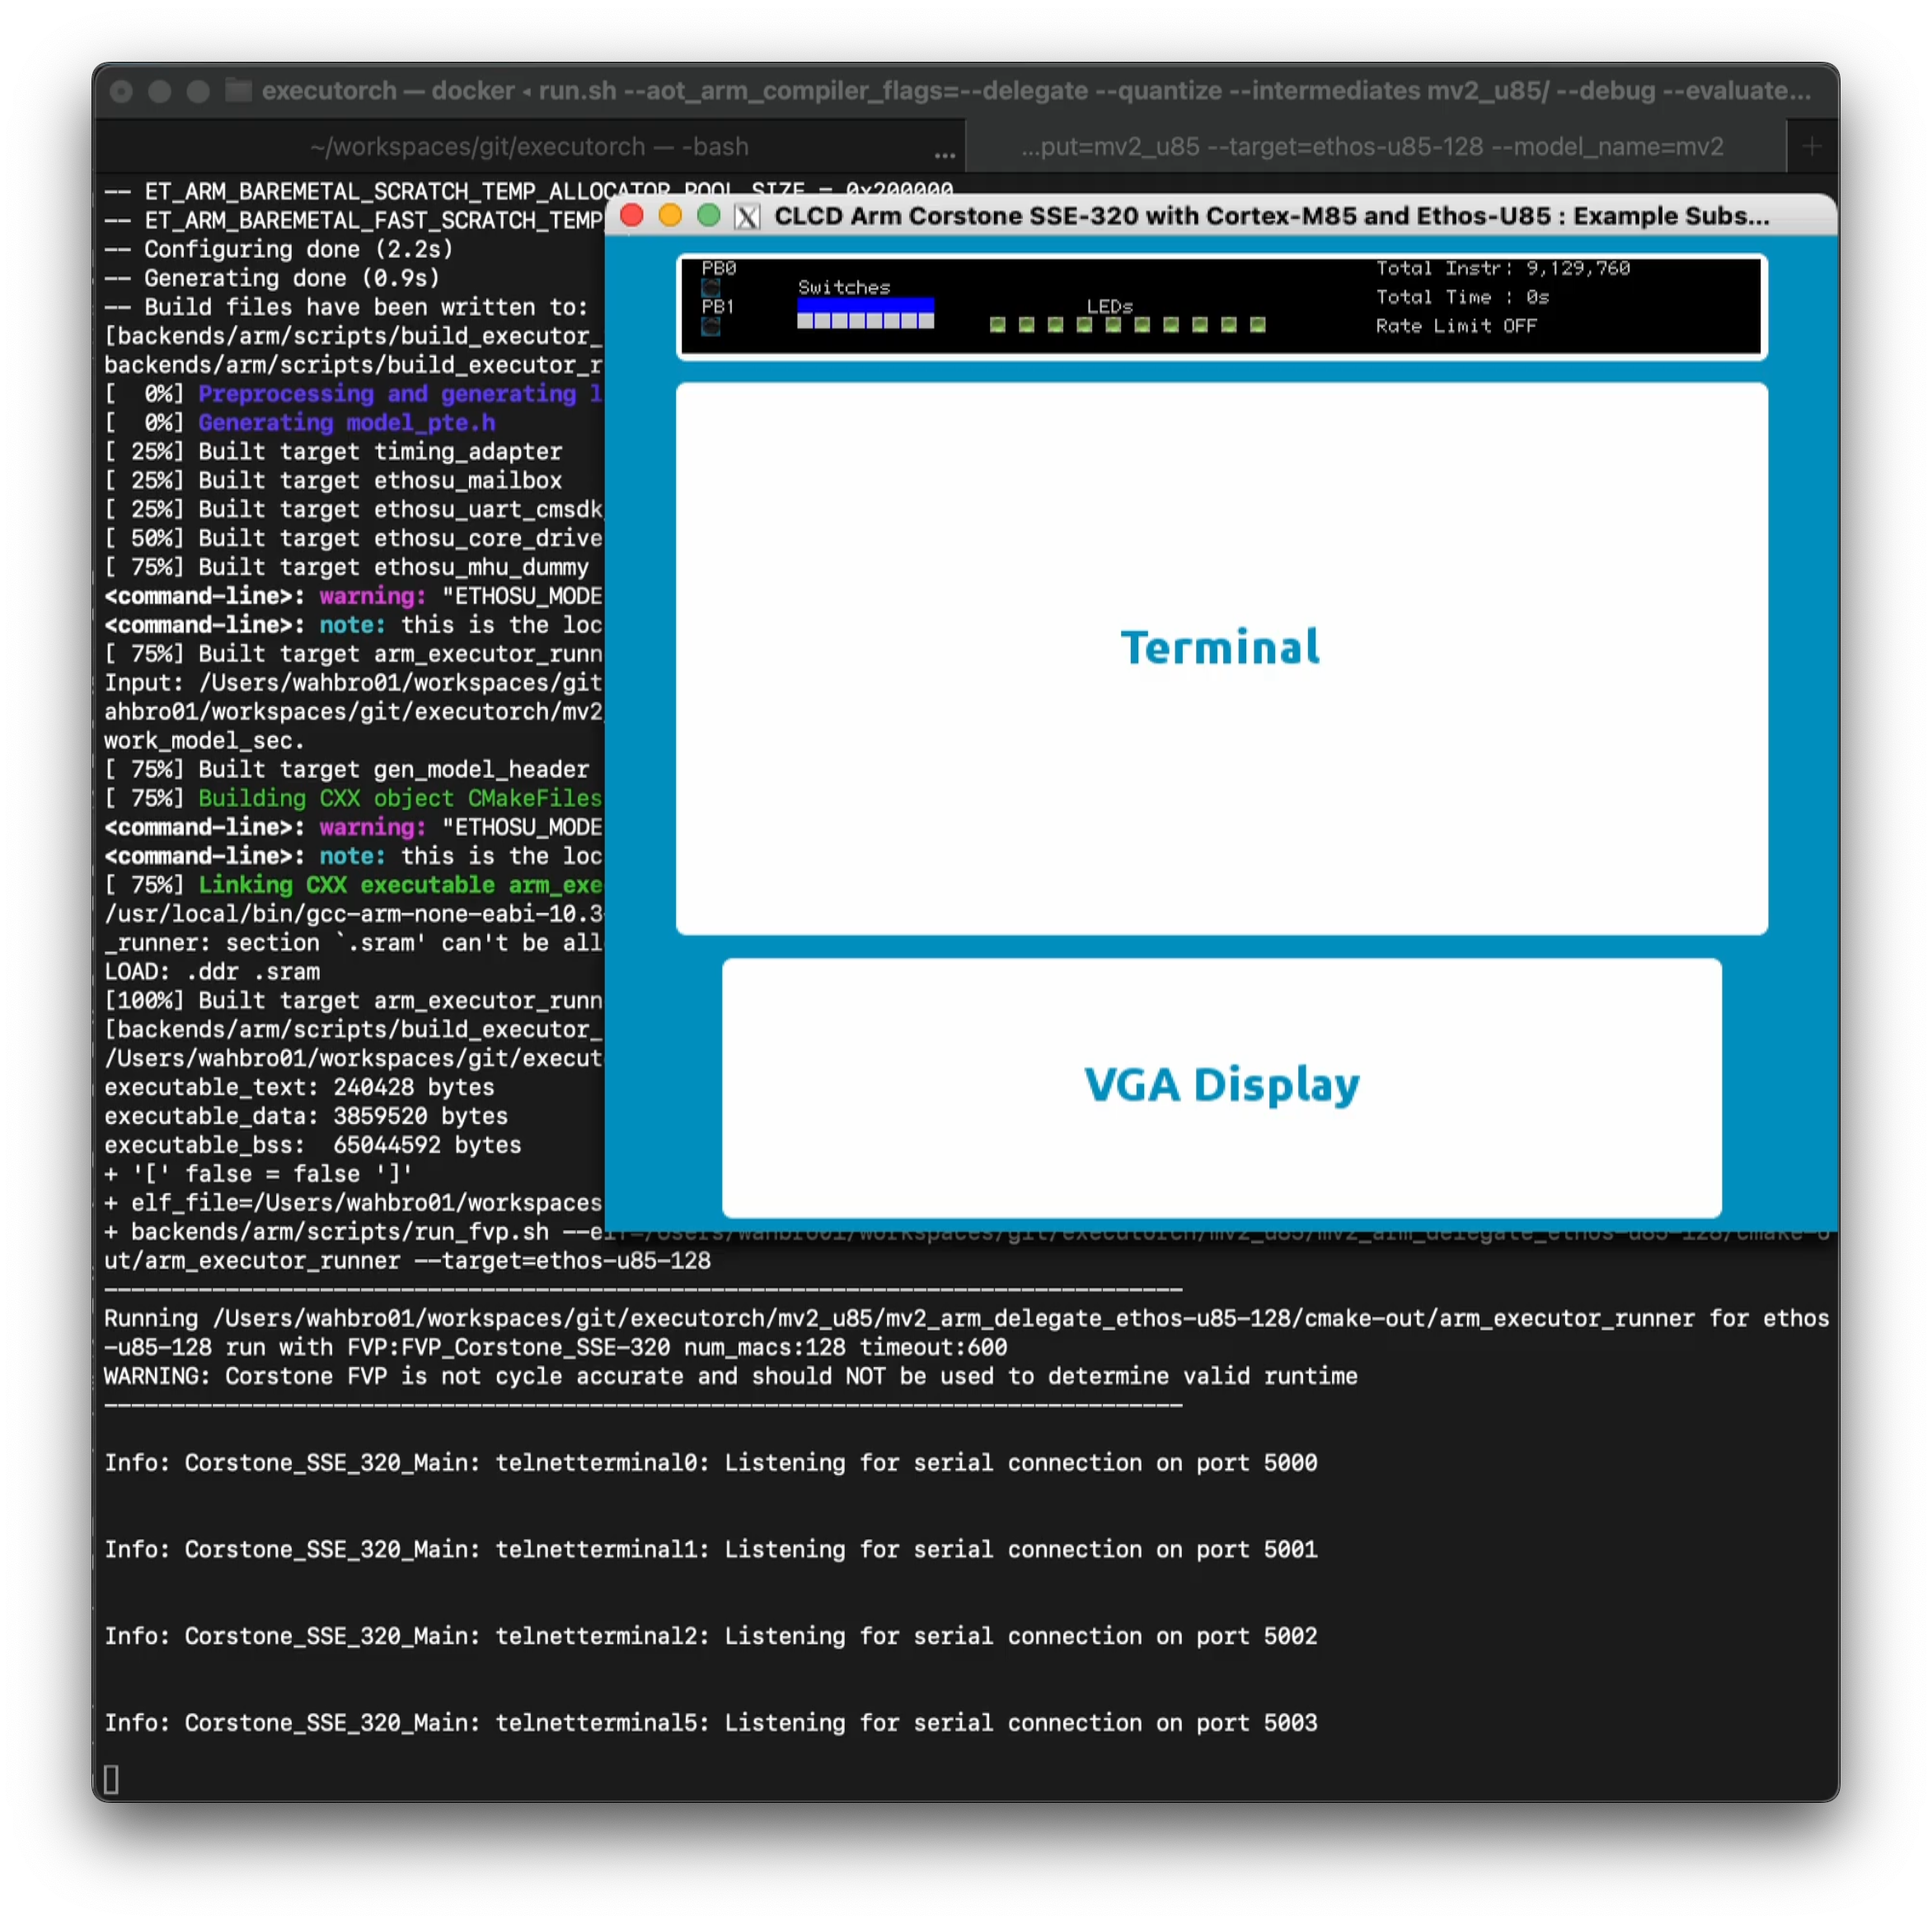 executorch — docker ◂ run.sh --aot_arm_compiler_flags=--delegate --quantize --intermediates mv2_u85/ --debug --evaluate...
~/workspaces/git/executorch — -bash
...
...put=mv2_u85 --target=ethos-u85-128 --model_name=mv2
+
-- ET_ARM_BAREMETAL_SCRATCH_TEMP_ALLOCATOR_POOL_SIZE = 0x200000
-- ET_ARM_BAREMETAL_FAST_SCRATCH_TEMP
-- Configuring done (2.2s)
-- Generating done (0.9s)
-- Build files have been written to:
[backends/arm/scripts/build_executor_
backends/arm/scripts/build_executor_r
[  0%] Preprocessing and generating l
[  0%] Generating model_pte.h
[ 25%] Built target timing_adapter
[ 25%] Built target ethosu_mailbox
[ 25%] Built target ethosu_uart_cmsdk
[ 50%] Built target ethosu_core_drive
[ 75%] Built target ethosu_mhu_dummy
<command-line>: warning: "ETHOSU_MODE
<command-line>: note: this is the loc
[ 75%] Built target arm_executor_runn
Input: /Users/wahbro01/workspaces/git
ahbro01/workspaces/git/executorch/mv2
work_model_sec.
[ 75%] Built target gen_model_header
[ 75%] Building CXX object CMakeFiles
<command-line>: warning: "ETHOSU_MODE
<command-line>: note: this is the loc
[ 75%] Linking CXX executable arm_exe
/usr/local/bin/gcc-arm-none-eabi-10.3
_runner: section `.sram' can't be all
LOAD: .ddr .sram
[100%] Built target arm_executor_runn
[backends/arm/scripts/build_executor_
/Users/wahbro01/workspaces/git/execut
executable_text: 240428 bytes
executable_data: 3859520 bytes
executable_bss:  65044592 bytes
+ '[' false = false ']'
+ elf_file=/Users/wahbro01/workspaces
+ backends/arm/scripts/run_fvp.sh --elf=/Users/wahbro01/workspaces/git/executorch/mv2_u85/mv2_arm_delegate_ethos-u85-128/cmake-o
ut/arm_executor_runner --target=ethos-u85-128
Running /Users/wahbro01/workspaces/git/executorch/mv2_u85/mv2_arm_delegate_ethos-u85-128/cmake-out/arm_executor_runner for ethos
-u85-128 run with FVP:FVP_Corstone_SSE-320 num_macs:128 timeout:600
WARNING: Corstone FVP is not cycle accurate and should NOT be used to determine valid runtime
Info: Corstone_SSE_320_Main: telnetterminal0: Listening for serial connection on port 5000
Info: Corstone_SSE_320_Main: telnetterminal1: Listening for serial connection on port 5001
Info: Corstone_SSE_320_Main: telnetterminal2: Listening for serial connection on port 5002
Info: Corstone_SSE_320_Main: telnetterminal5: Listening for serial connection on port 5003
X CLCD Arm Corstone SSE-320 with Cortex-M85 and Ethos-U85 : Example Subs...
PB0
PB1
Switches
LEDs
Total Instr: 9,129,760
Total Time : 0s
Rate Limit OFF
Terminal
VGA Display